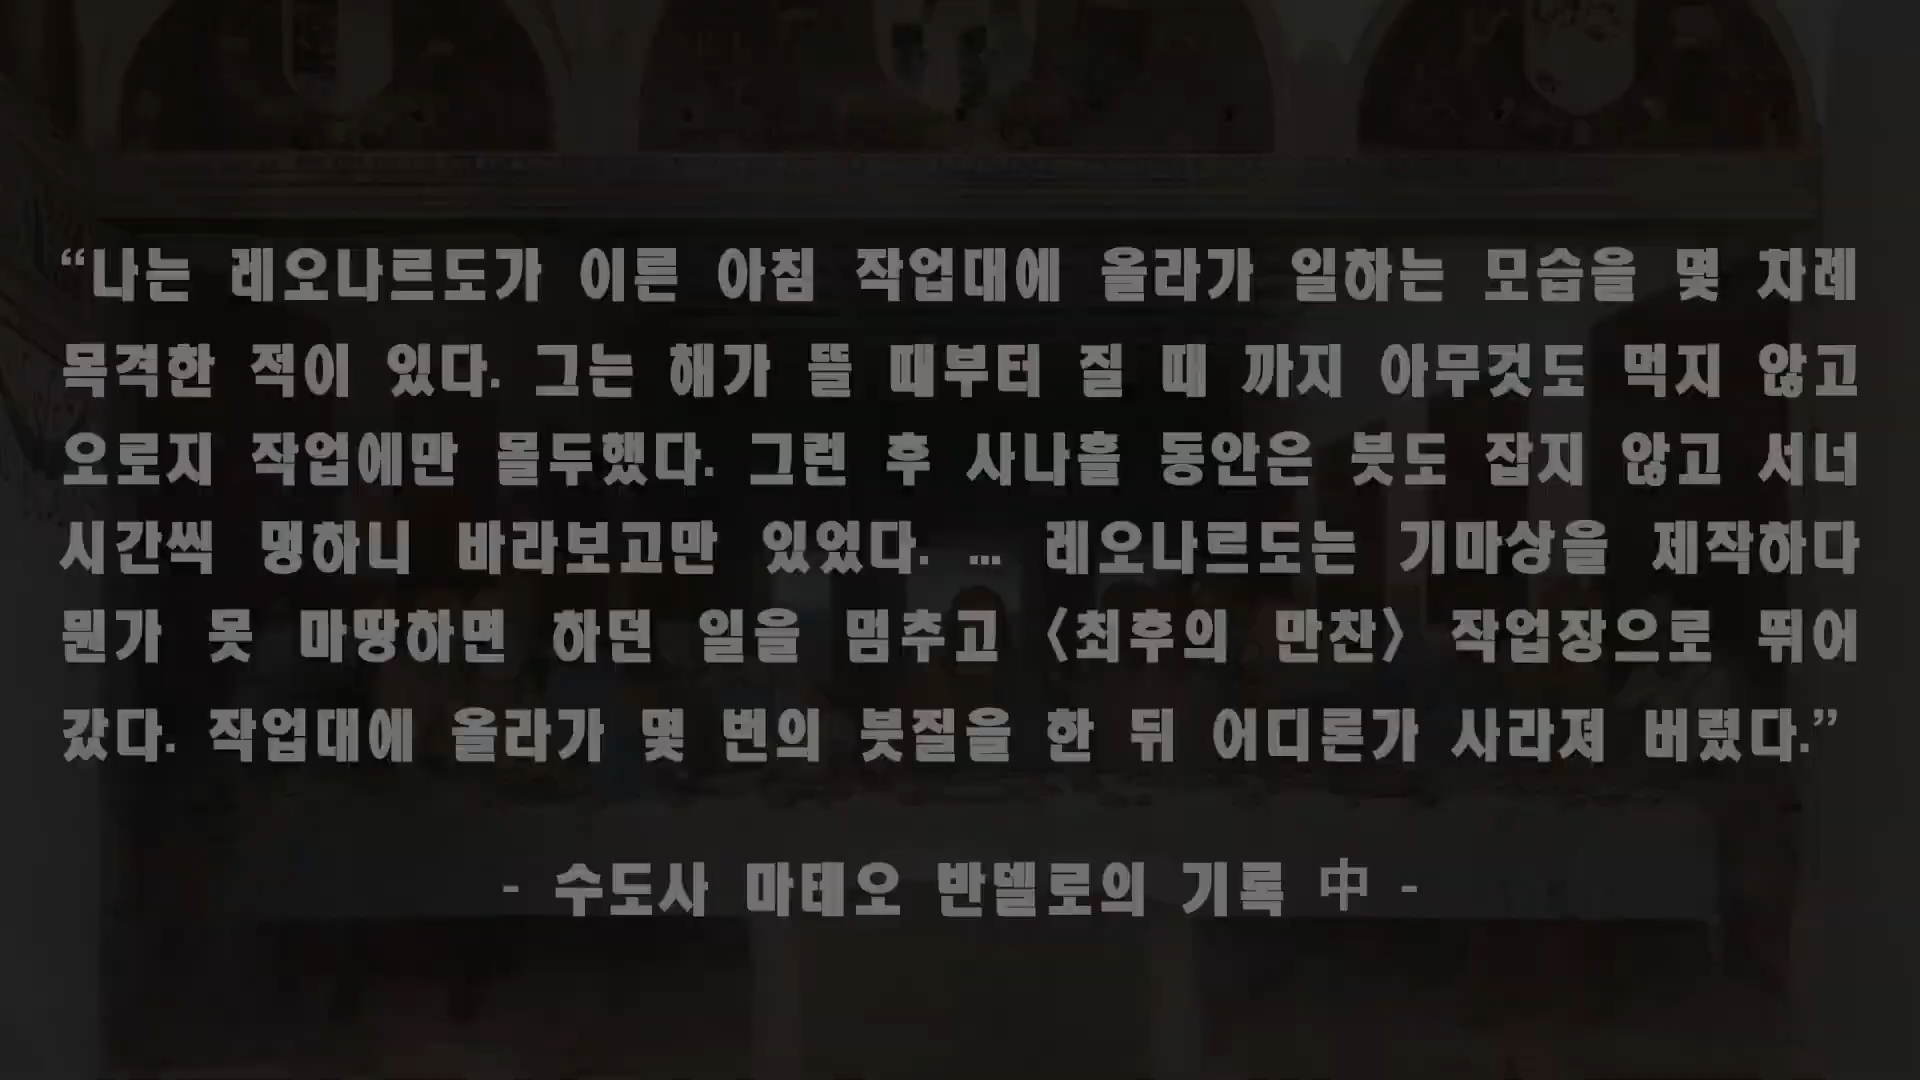 “나는 레오나르도가 이른 아침 작업대에 올라가 일하는 모습을 몇 차례
목격한 적이 있다. 그는 해가 뜰 때부터 질 때 까지 아무것도 먹지 않고
오로지 작업에만 몰두했다. 그런 후 사나흘 동안은 붓도 잡지 않고 서너
시간씩 멍하니 바라보고만 있었다. ... 레오나르도는 기마상을 제작하다
뭔가 못 마땅하면 하던 일을 멈추고 〈최후의 만찬〉 작업장으로 뛰어
갔다. 작업대에 올라가 몇 번의 붓질을 한 뒤 어디론가 사라져 버렸다.”
- 수도사 마테오 반델로의 기록 中 -